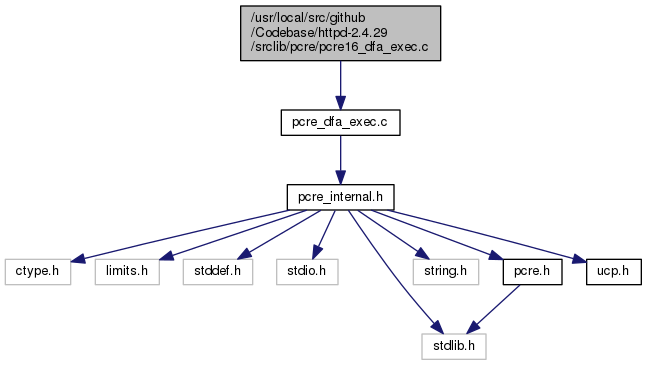 /usr/local/src/github
/Codebase/httpd-2.4.29
/srclib/pcre/pcre16_dfa_exec.c
pcre_dfa_exec.c
pcre_internal.h
ctype.h
limits.h
stddef.h
stdio.h
string.h
pcre.h
ucp.h
stdlib.h